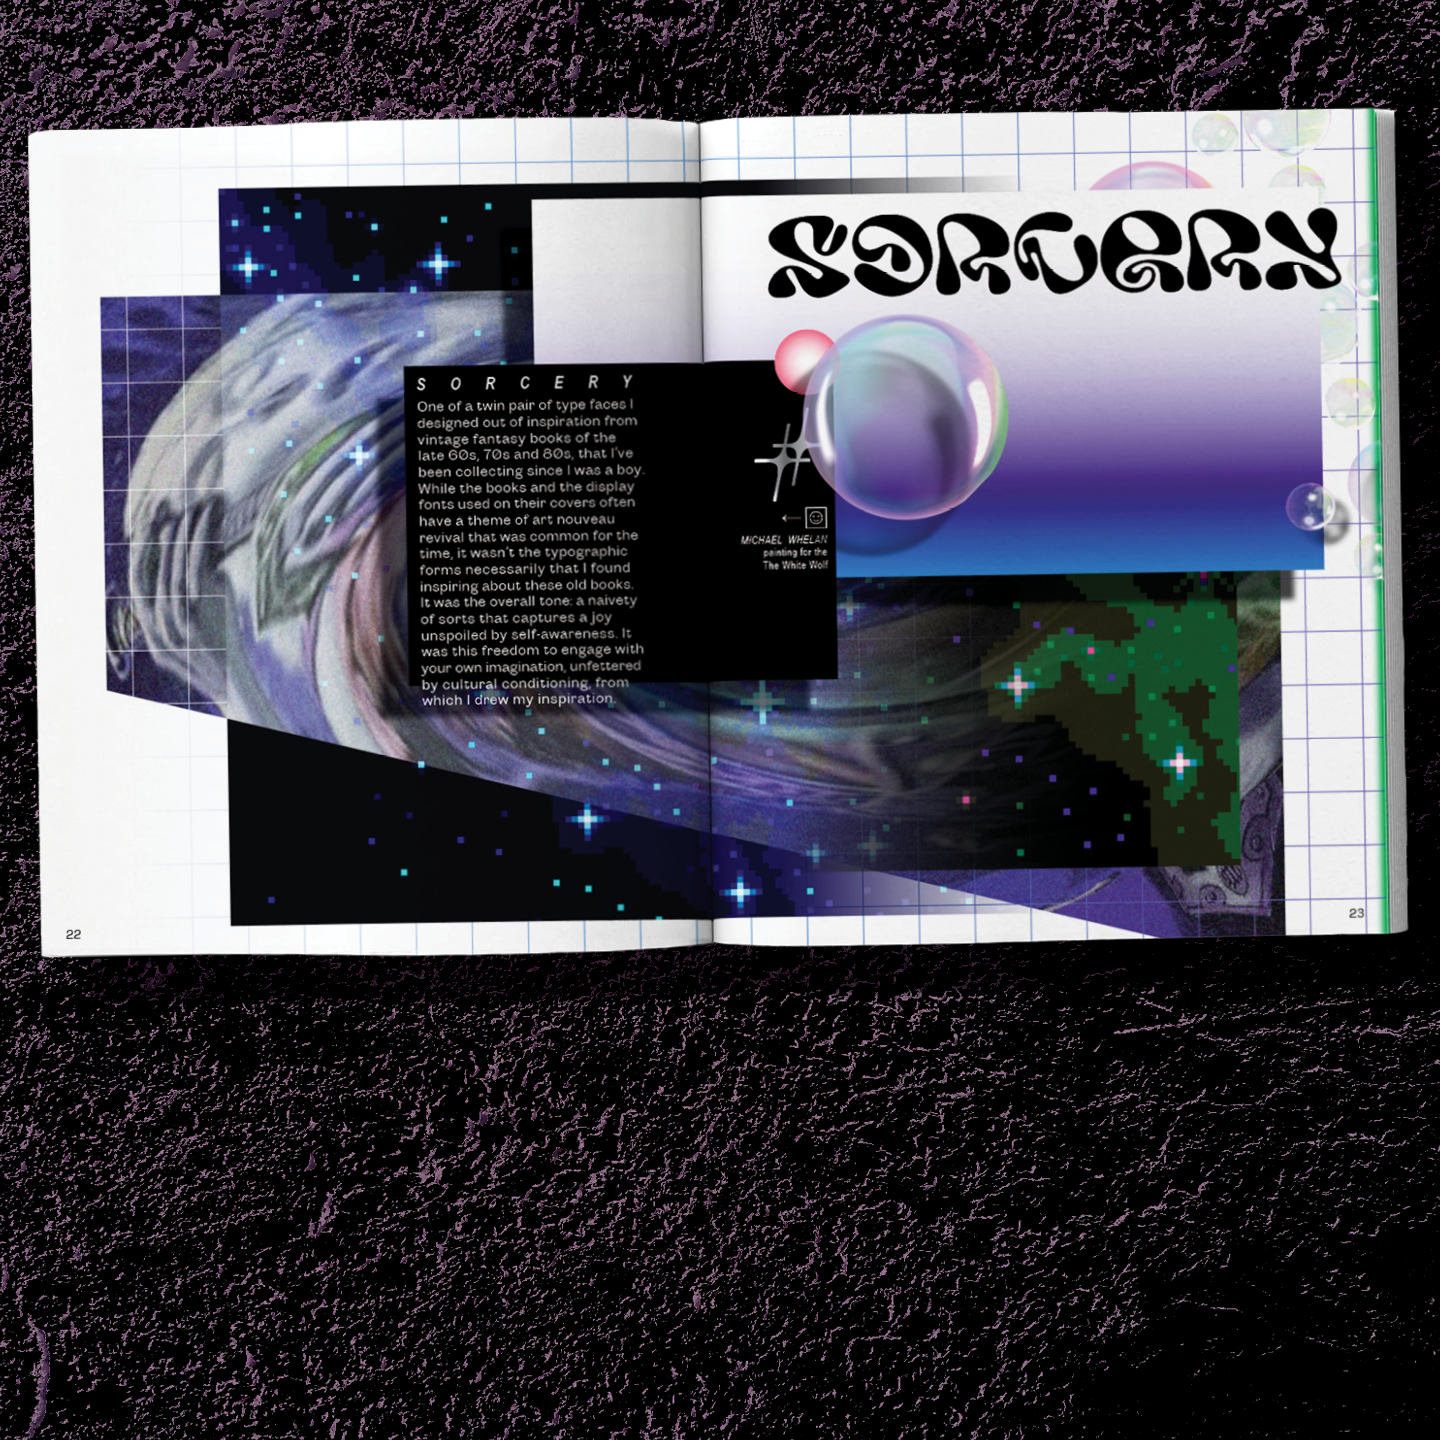 SORCERY
SORCERY
One of a twin pair of type faces I
designed out of inspiration from
vintage fantasy books of the
late 60s, 70s and 80s, that I've
been collecting since I was a boy.
While the books and the display
fonts used on their covers often
have a theme of art nouveau
revival that was common for the
time, it wasn't the typographic
forms necessarily that I found
inspiring about these old books.
It was the overall tone: a naivety
of sorts that captures a joy
unspoiled by self-awareness. It
was this freedom to engage with
your own imagination, unfettered
by cultural conditioning, from
which I drew my inspiration.
←
MICHAEL WHELAN
painting for the
The White Wolf
22
23